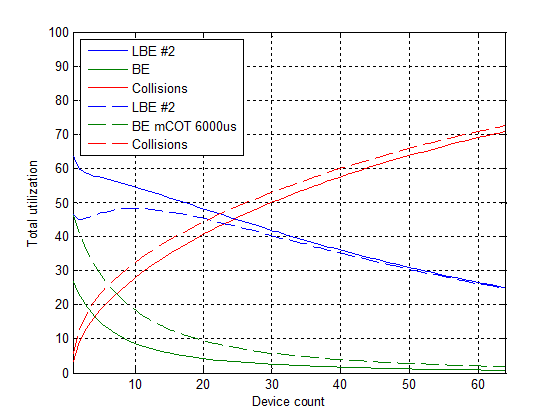 100
90
80
70
60
50
40
30
20
10
0
Total utilization
LBE #2
BE
Collisions
LBE #2
BE mCOT 6000us
Collisions
10 20 30 40 50 60
Device count